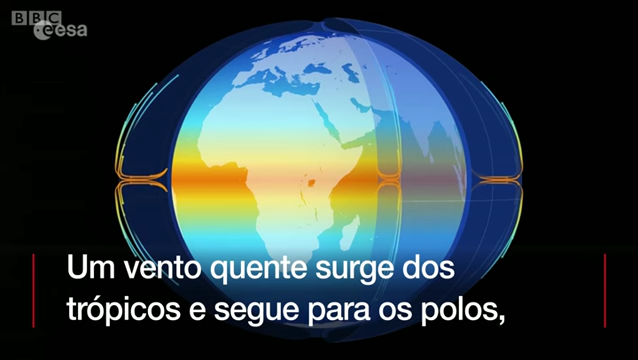 BBC
esa
Um vento quente surge dos
trópicos e segue para os polos,